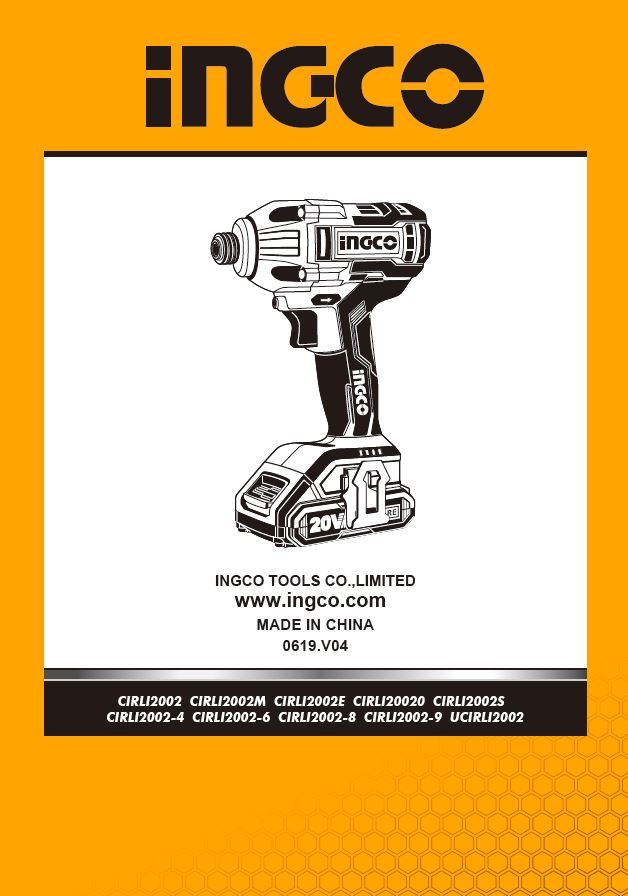 INGCO
INGCO
INGCO
20V
INGCO TOOLS CO.,LIMITED
www.ingco.com
MADE IN CHINA
0619.V04
CIRLI2002 CIRLI2002M CIRLI2002E CIRLI20020 CIRLI2002S
CIRLI2002-4 CIRLI2002-6 CIRLI2002-8 CIRLI2002-9 UCIRLI2002